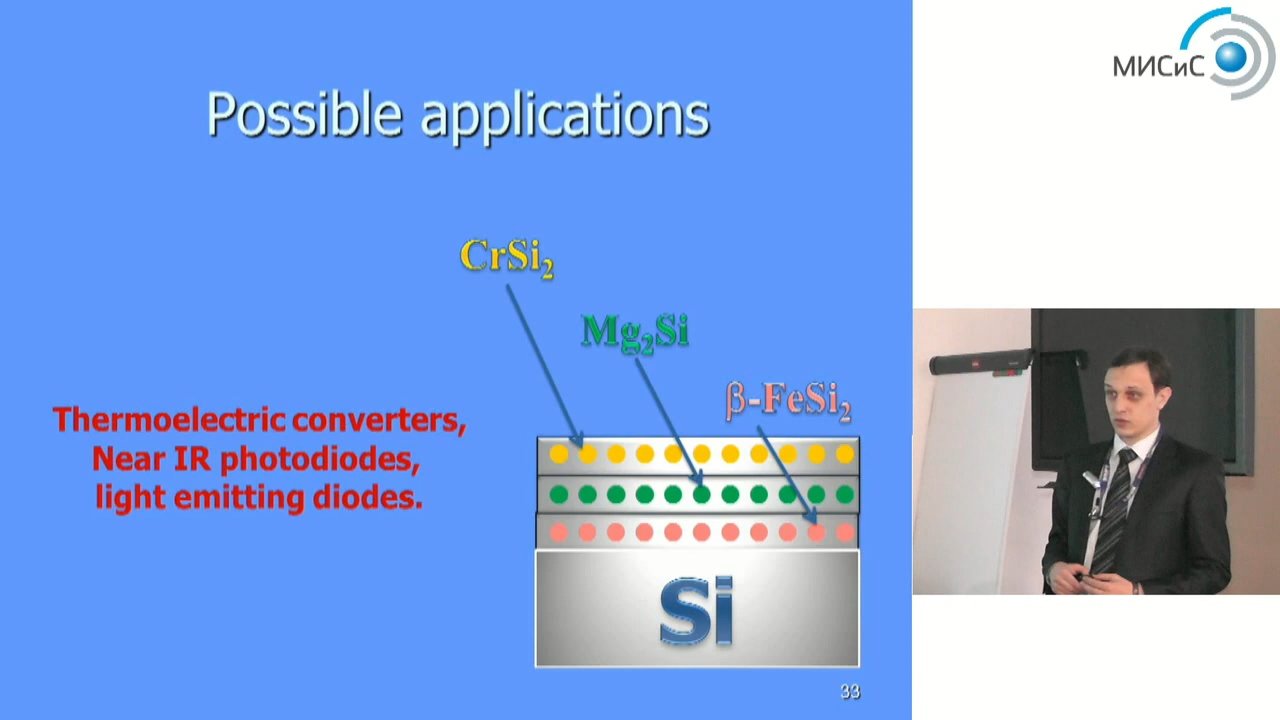 Possible applications
CrSi₂
Mg₂Si
β-FeSi₂
Thermoelectric converters,
Near IR photodiodes,
light emitting diodes.
Si
33
МИСиС